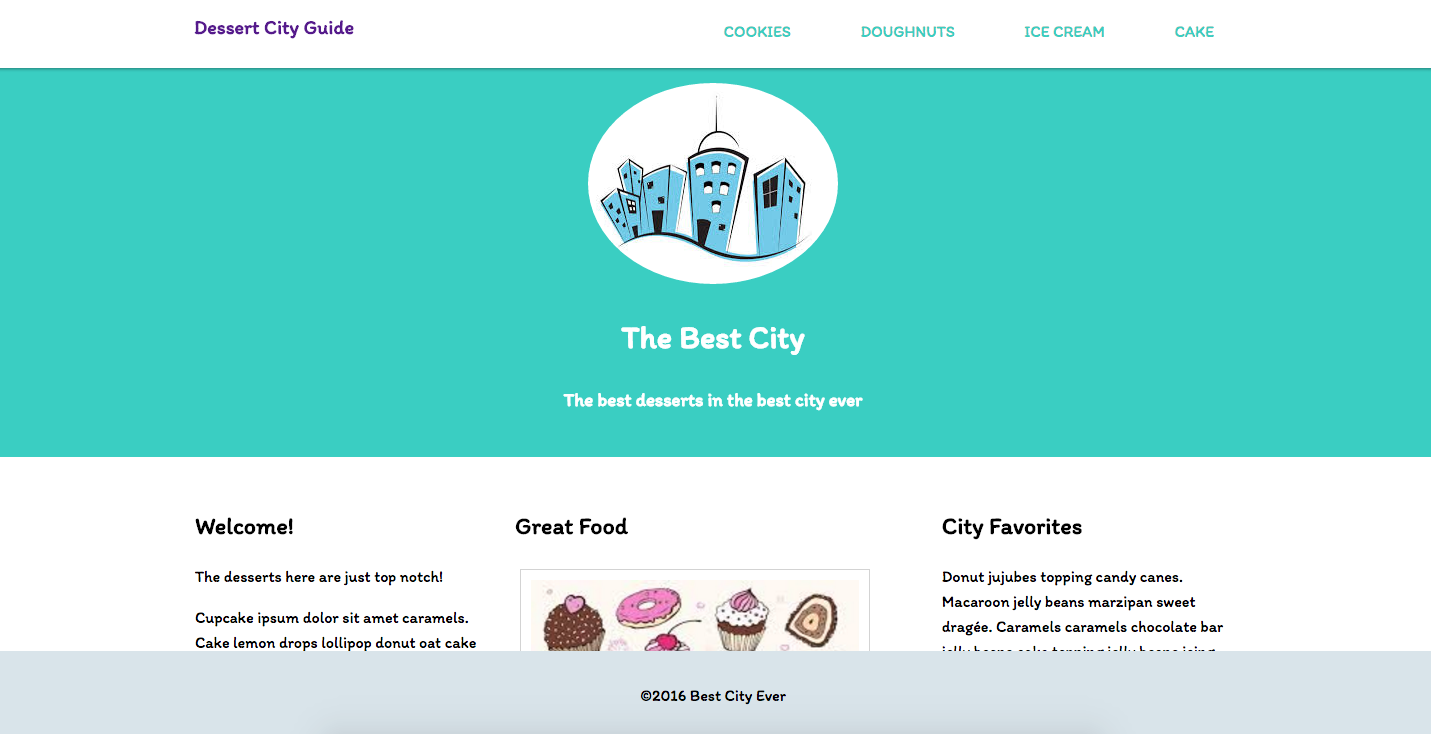 Dessert City Guide
COOKIES DOUGHNUTS ICE CREAM CAKE
The Best City
The best desserts in the best city ever
Welcome!
The desserts here are just top notch!
Cupcake ipsum dolor sit amet caramels.
Cake lemon drops lollipop donut oat cake
Great Food
City Favorites
Donut jujubes topping candy canes.
Macaroon jelly beans marzipan sweet
dragée. Caramels caramels chocolate bar
©2016 Best City Ever